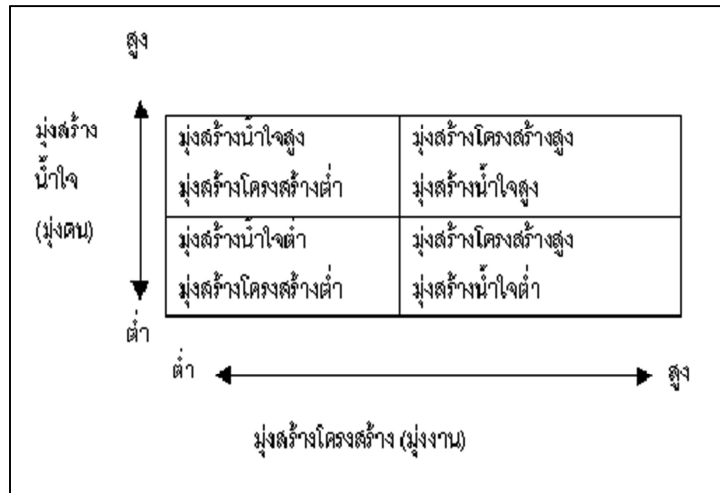 สูง
มุ่งสร้าง
น้ำใจ
(มุ่งคน)
มุ่งสร้างน้ำใจสูง
มุ่งสร้างโครงสร้างต่ำ
มุ่งสร้างโครงสร้างสูง
มุ่งสร้างน้ำใจสูง
มุ่งสร้างน้ำใจต่ำ
มุ่งสร้างโครงสร้างต่ำ
มุ่งสร้างโครงสร้างสูง
มุ่งสร้างน้ำใจต่ำ
ต่ำ
ต่ำ
สูง
มุ่งสร้างโครงสร้าง (มุ่งงาน)